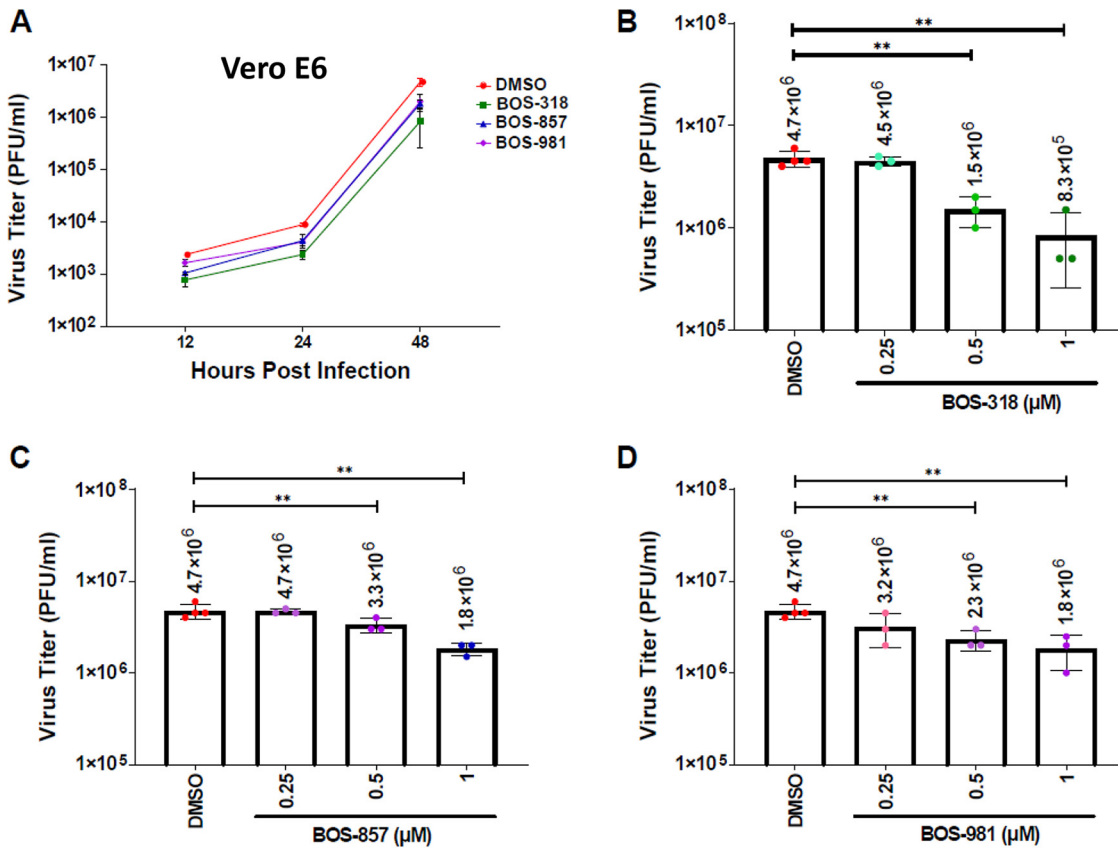 A
Vero E6
1×10⁷
1×10⁶
1×10⁵
1×10⁴
1×10³
1×10²
Virus Titer (PFU/ml)
12
24
48
Hours Post Infection
DMSO
BOS-318
BOS-857
BOS-981
B
**
**
1×10⁸
1×10⁷
1×10⁶
1×10⁵
Virus Titer (PFU/ml)
4.7×10⁶
4.5×10⁶
1.5×10⁶
8.3×10⁵
DMSO
0.25
0.5
1
BOS-318 (µM)
C
**
**
1×10⁸
1×10⁷
1×10⁶
1×10⁵
Virus Titer (PFU/ml)
4.7×10⁶
4.7×10⁶
3.3×10⁶
1.8×10⁶
DMSO
0.25
0.5
1
BOS-857 (µM)
D
**
**
1×10⁸
1×10⁷
1×10⁶
1×10⁵
Virus Titer (PFU/ml)
4.7×10⁶
3.2×10⁶
2.3×10⁶
1.8×10⁶
DMSO
0.25
0.5
1
BOS-981 (µM)